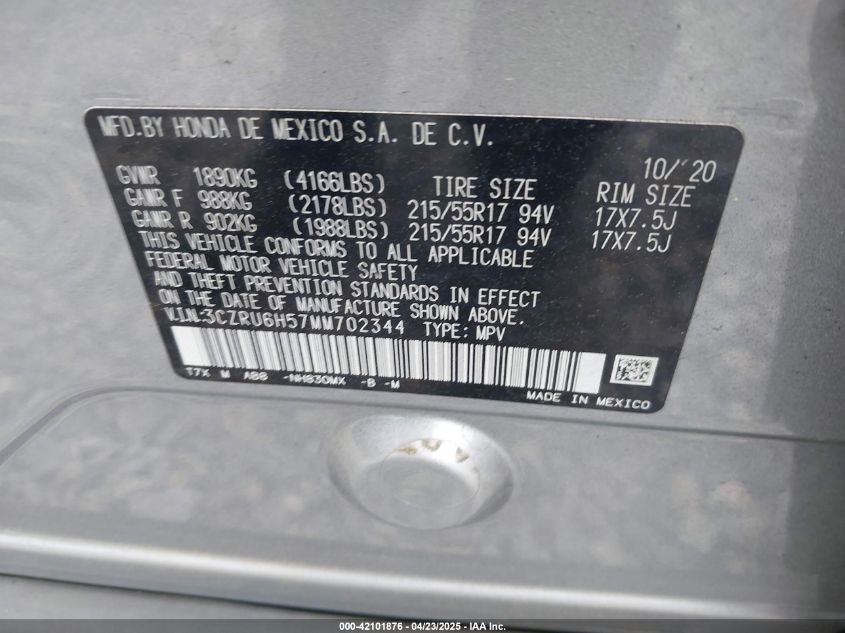 MFD.BY HONDA DE MEXICO S.A. DE C.V.
10/'20
GVWR 1890KG (4166LBS) TIRE SIZE RIM SIZE
GAWR F 988KG (2178LBS) 215/55R17 94V 17X7.5J
GAWR R 902KG (1988LBS) 215/55R17 94V 17X7.5J
THIS VEHICLE CONFORMS TO ALL APPLICABLE
FEDERAL MOTOR VEHICLE SAFETY
AND THEFT PREVENTION STANDARDS IN EFFECT
ON THE DATE OF MANUFACTURE SHOWN ABOVE.
V.I.N:3CZRU6H57MM702344 TYPE: MPV
T7X M AB8 -NH830MX -B -M
MADE IN MEXICO
000-42101876 - 04/23/2025 - IAA Inc.